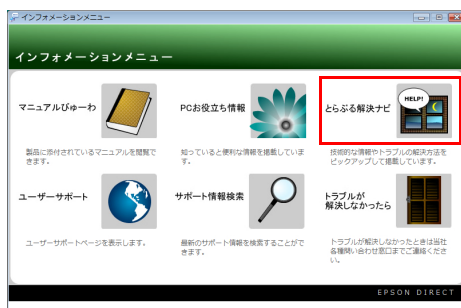 インフォメーションメニュー
インフォメーションメニュー
マニュアルびゅーわ
PCお役立ち情報
とらぶる解決ナビ
HELP!
製品に添付されているマニュアルを閲覧で
きます。
知っていると便利な情報を掲載していま
す。
技術的な情報やトラブルの解決方法を
ピックアップして掲載しています。
ユーザーサポート
サポート情報検索
トラブルが
解決しなかったら
ユーザーサポートページを表示します。
最新のサポート情報を検索することがで
きます。
トラブルが解決しなかったときは当社
各種問い合わせ窓口までご連絡くださ
い。
EPSON DIRECT